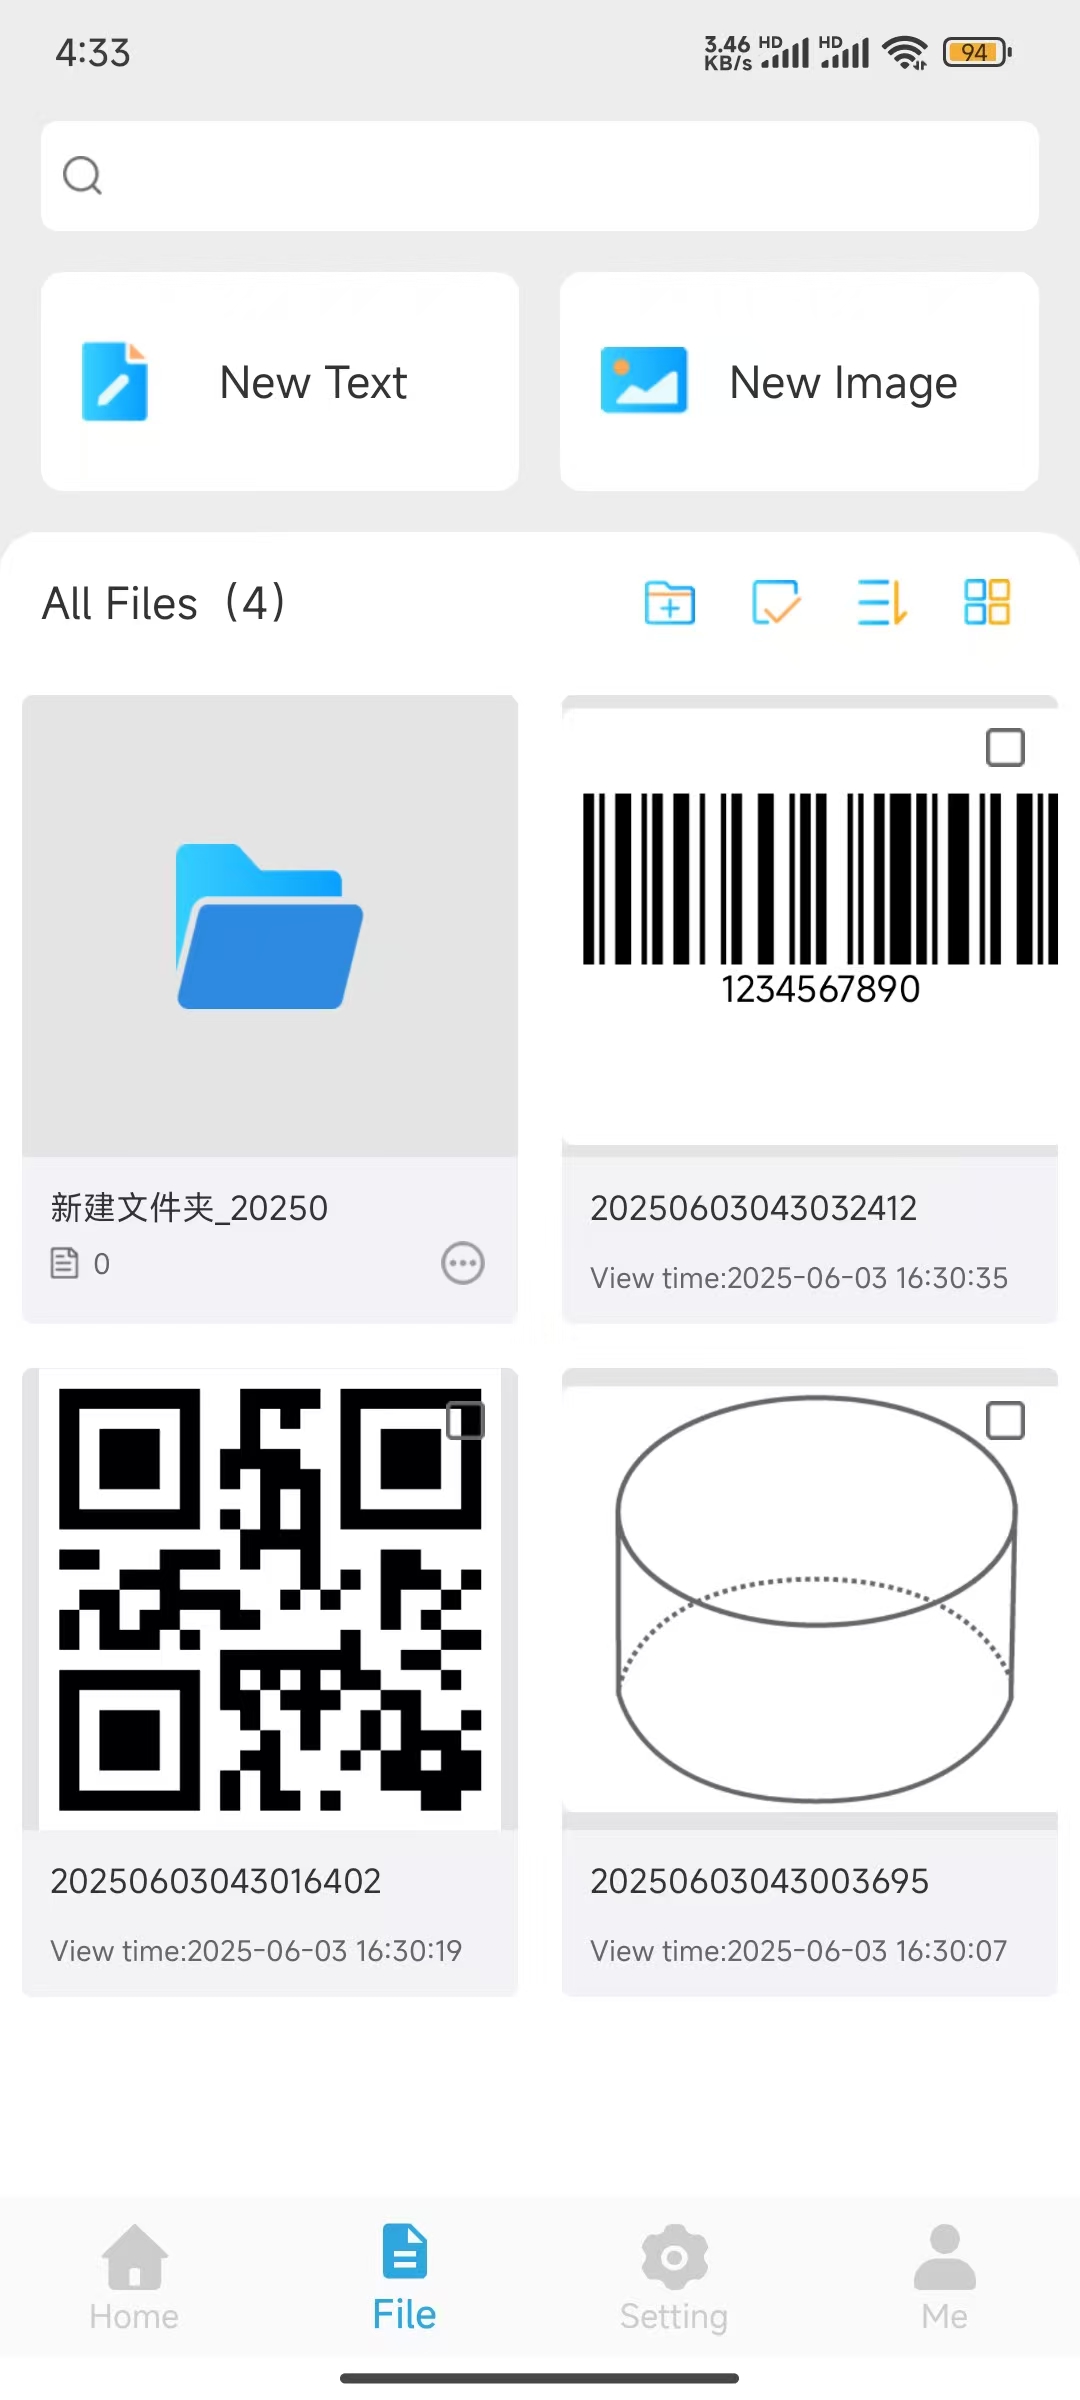 4:33
3.46 KB/s HD HD 94
New Text
New Image
All Files（4）
1234567890
新建文件夹_20250
0
20250603043032412
View time:2025-06-03 16:30:35
20250603043016402
View time:2025-06-03 16:30:19
20250603043003695
View time:2025-06-03 16:30:07
Home
File
Setting
Me